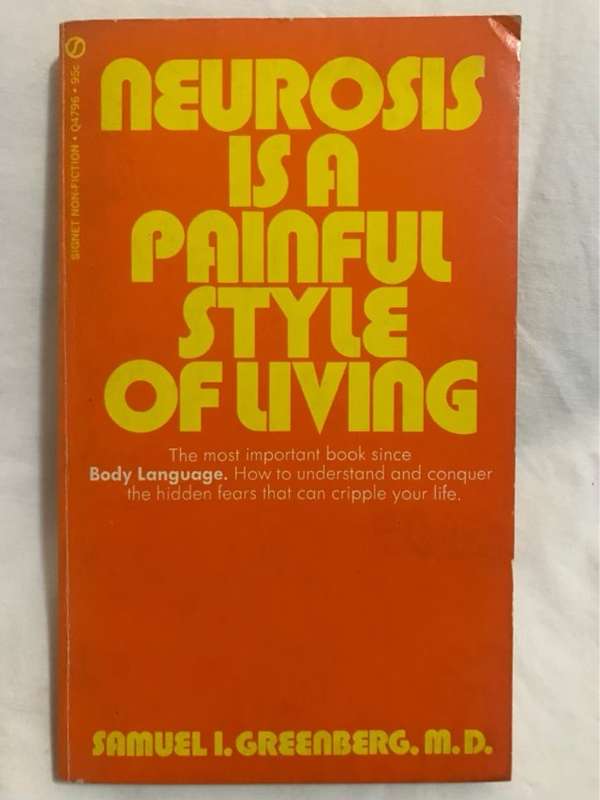 SIGNET NON-FICTION • Q4796 • 95c
NEUROSIS
IS A
PAINFUL
STYLE
OF LIVING
The most important book since
Body Language. How to understand and conquer
the hidden fears that can cripple your life.
SAMUEL I. GREENBERG, M.D.